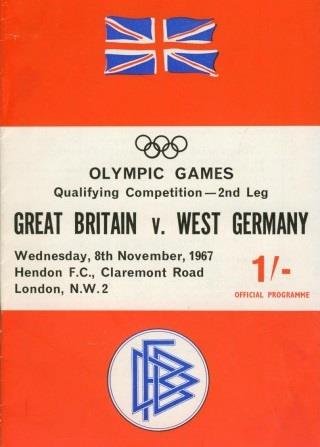 OLYMPIC GAMES
Qualifying Competition—2nd Leg
GREAT BRITAIN v. WEST GERMANY
Wednesday, 8th November, 1967
Hendon F.C., Claremont Road
London, N.W.2
1/-
OFFICIAL PROGRAMME
DFB